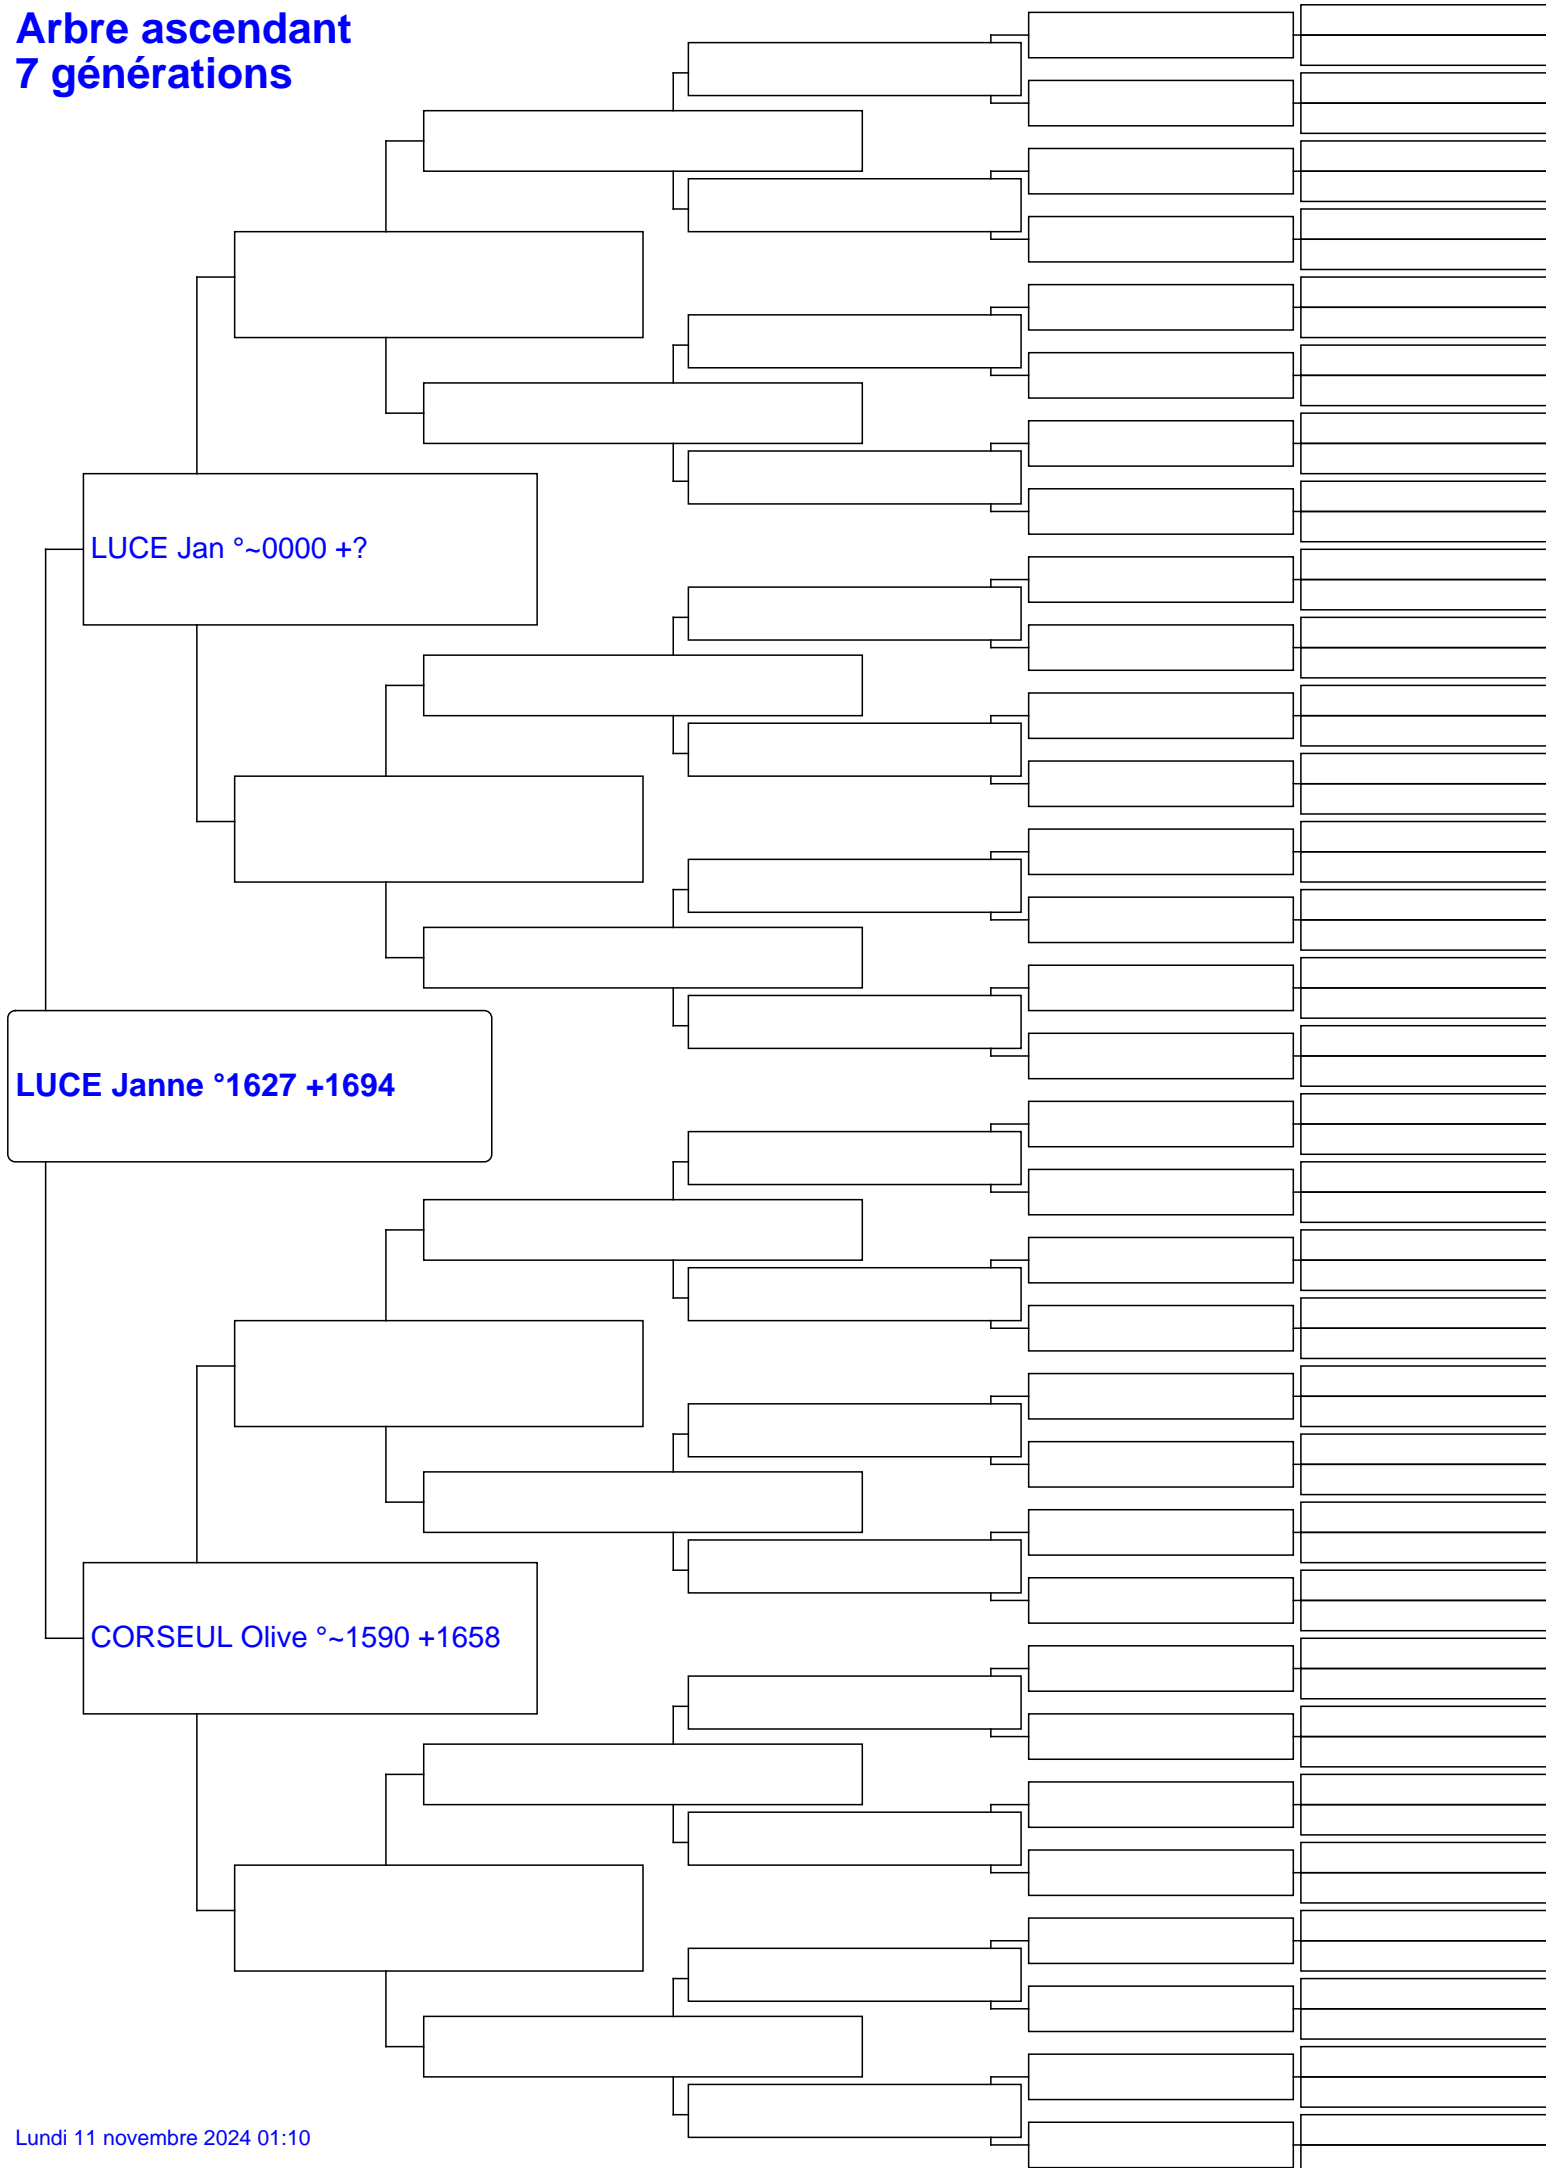 Arbre ascendant
7 générations
LUCE Jan °~0000 +?
LUCE Janne °1627 +1694
CORSEUL Olive °~1590 +1658
Lundi 11 novembre 2024 01:10